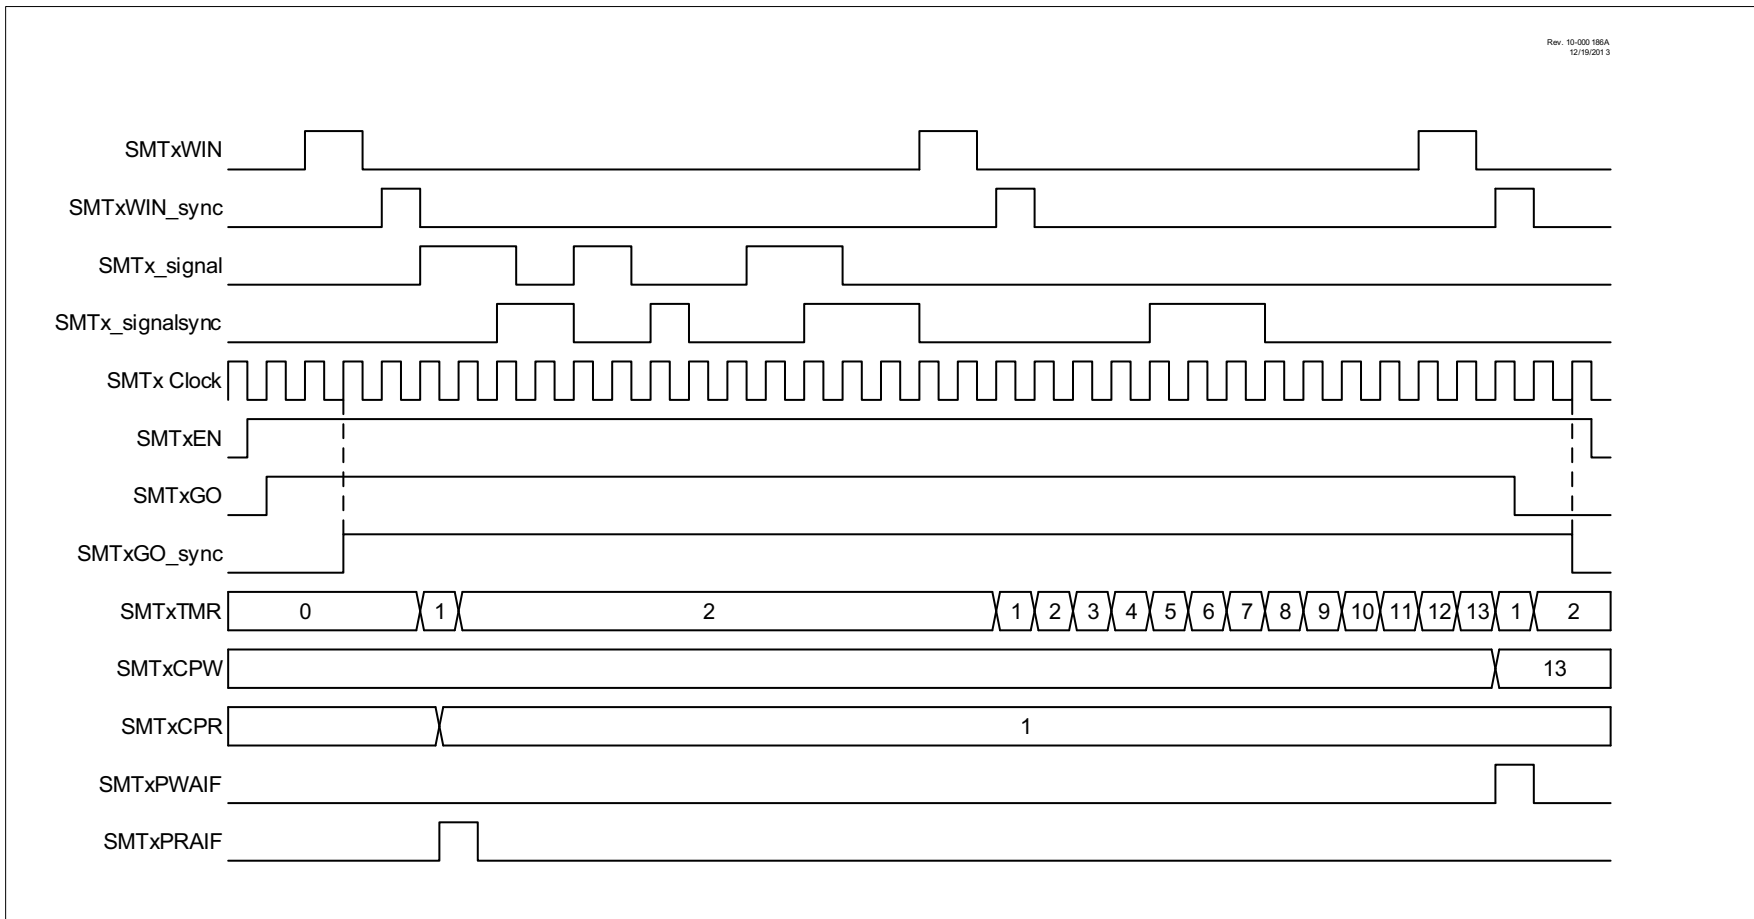 Rev. 10-000 186A
12/19/201 3
SMTxWIN
SMTxWIN_sync
SMTx_signal
SMTx_signalsync
SMTx Clock
SMTxEN
SMTxGO
SMTxGO_sync
SMTxTMR 0 1 2 1 2 3 4 5 6 7 8 9 10 11 12 13 1 2
SMTxCPW 13
SMTxCPR 1
SMTxPWAIF
SMTxPRAIF